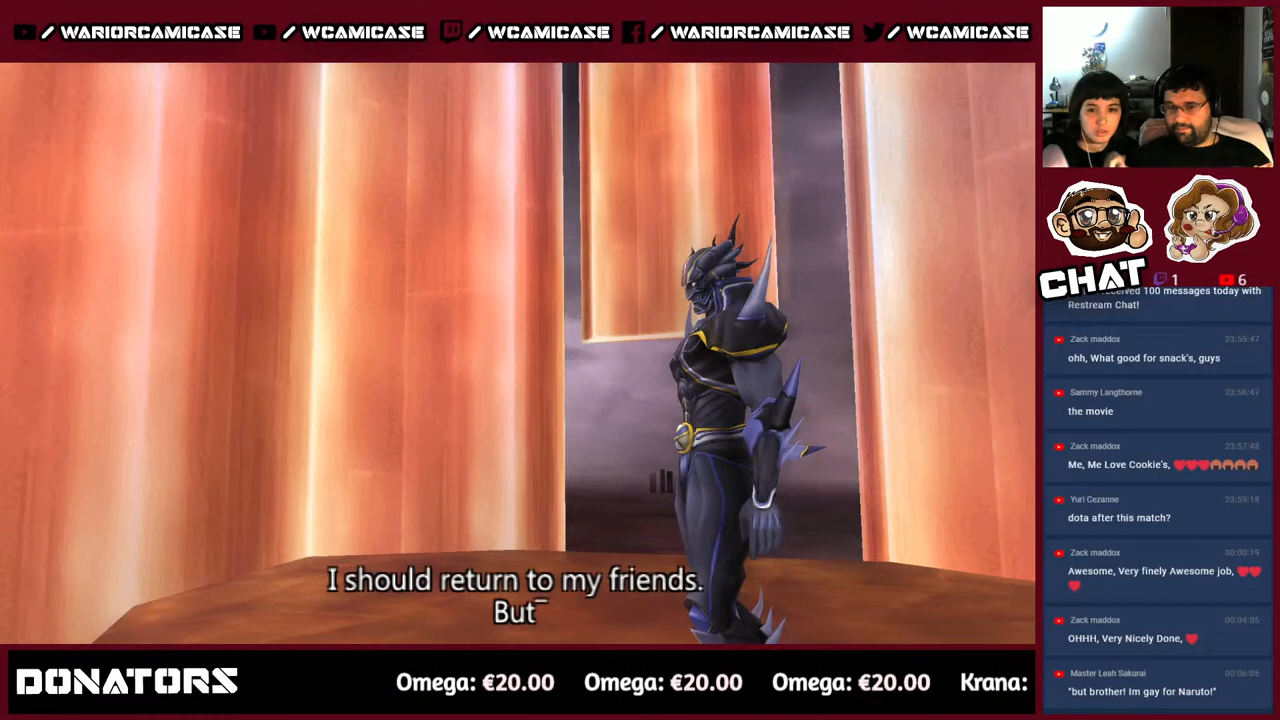 / WARIORCAMICASE / WCAMICASE / WCAMICASE / WARIORCAMICASE / WCAMICASE
I should return to my friends.
But
DONATORS
Omega: €20.00 Omega: €20.00 Omega: €20.00 Krana:
CHAT
1 6
received 100 messages today with
Restream Chat!
Zack maddox 23:55:47
ohh, What good for snack's, guys
Sammy Langthorne 23:56:47
the movie
Zack maddox 23:57:48
Me, Me Love Cookie's, ❤❤❤🍪🍪🍪🍪
Yuri Cezanne 23:59:18
dota after this match?
Zack maddox 00:00:19
Awesome, Very finely Awesome job, ❤❤
❤
Zack maddox 00:04:05
OHHH, Very Nicely Done, ❤
Master Leah Sakurai 00:06:05
"but brother! Im gay for Naruto!"